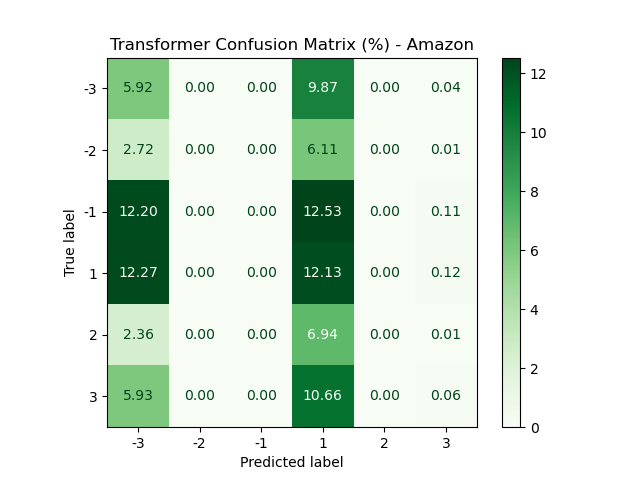 Transformer Confusion Matrix (%) - Amazon
True label
-3 5.92 0.00 0.00 9.87 0.00 0.04
-2 2.72 0.00 0.00 6.11 0.00 0.01
-1 12.20 0.00 0.00 12.53 0.00 0.11
1 12.27 0.00 0.00 12.13 0.00 0.12
2 2.36 0.00 0.00 6.94 0.00 0.01
3 5.93 0.00 0.00 10.66 0.00 0.06
-3 -2 -1 1 2 3
Predicted label
12
10
8
6
4
2
0